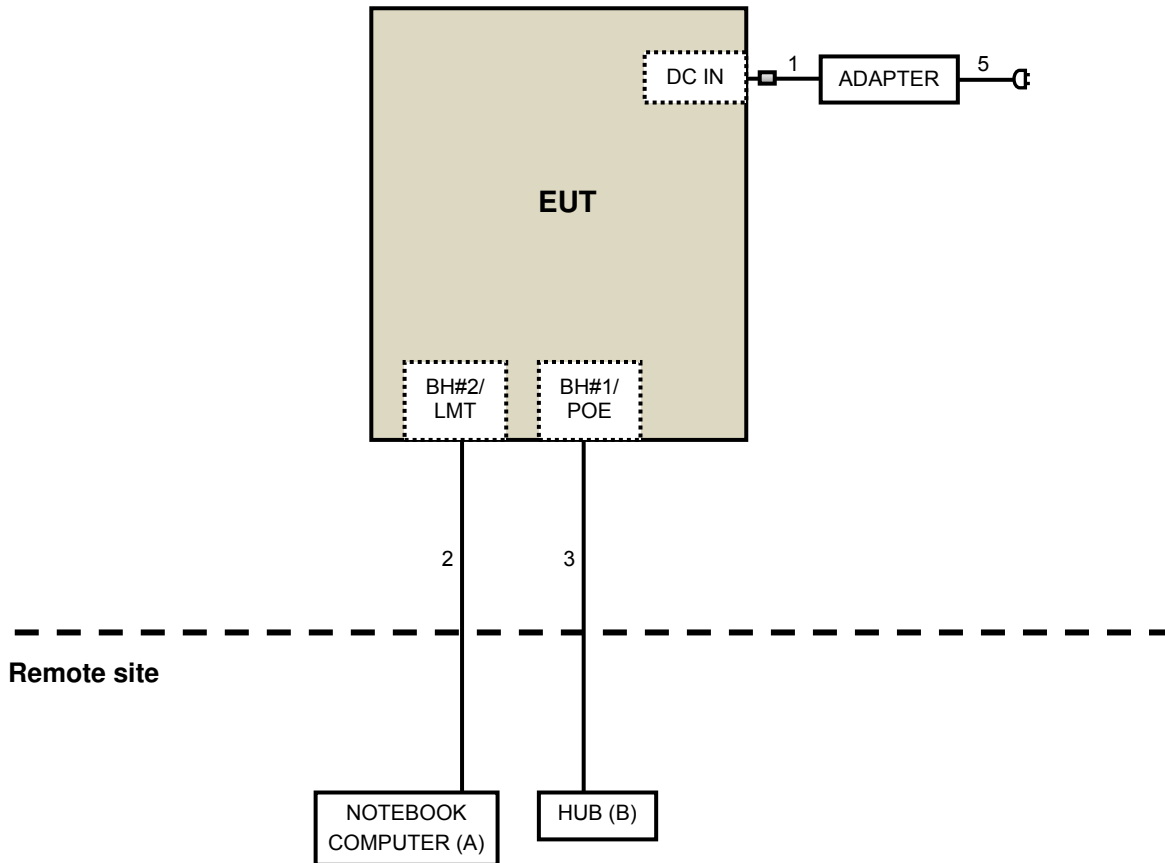 DC IN
1
ADAPTER
5
EUT
BH#2/
LMT
BH#1/
POE
2
3
Remote site
NOTEBOOK
COMPUTER (A)
HUB (B)